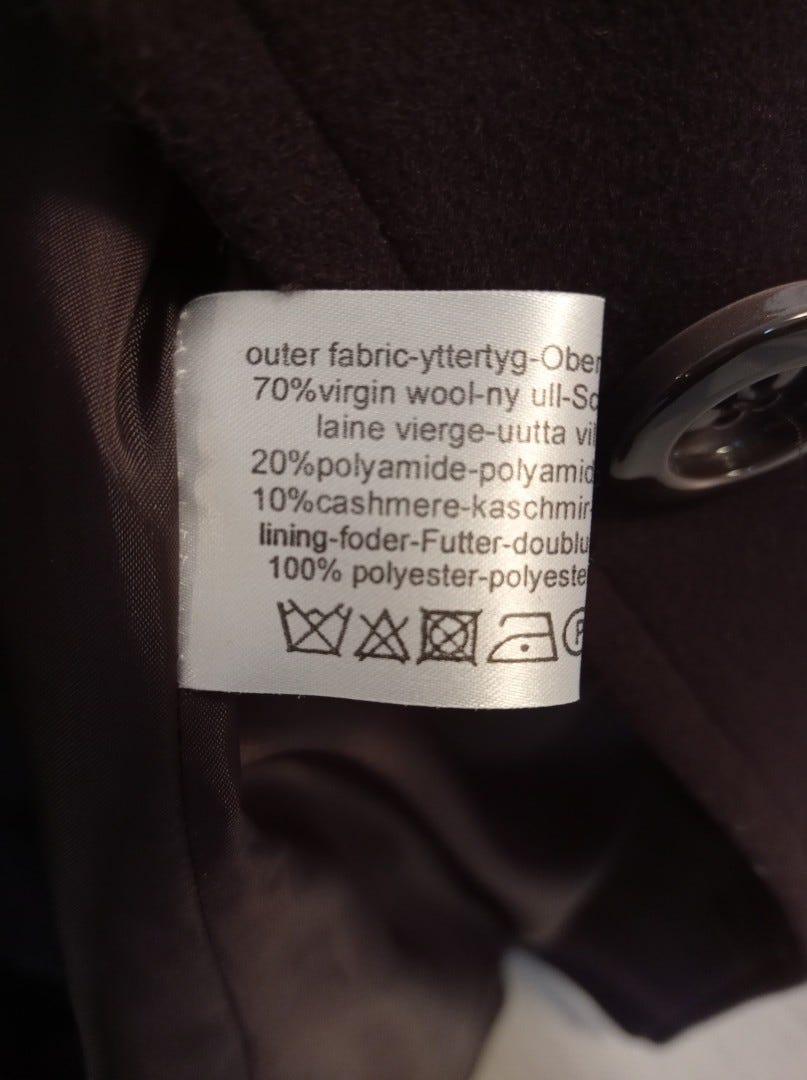 outer fabric-yttertyg-Ober
70%virgin wool-ny ull-Sc
laine vierge-uutta vil
20%polyamide-polyamid
10%cashmere-kaschmir-
lining-foder-Futter-doublu
100% polyester-polyeste
P